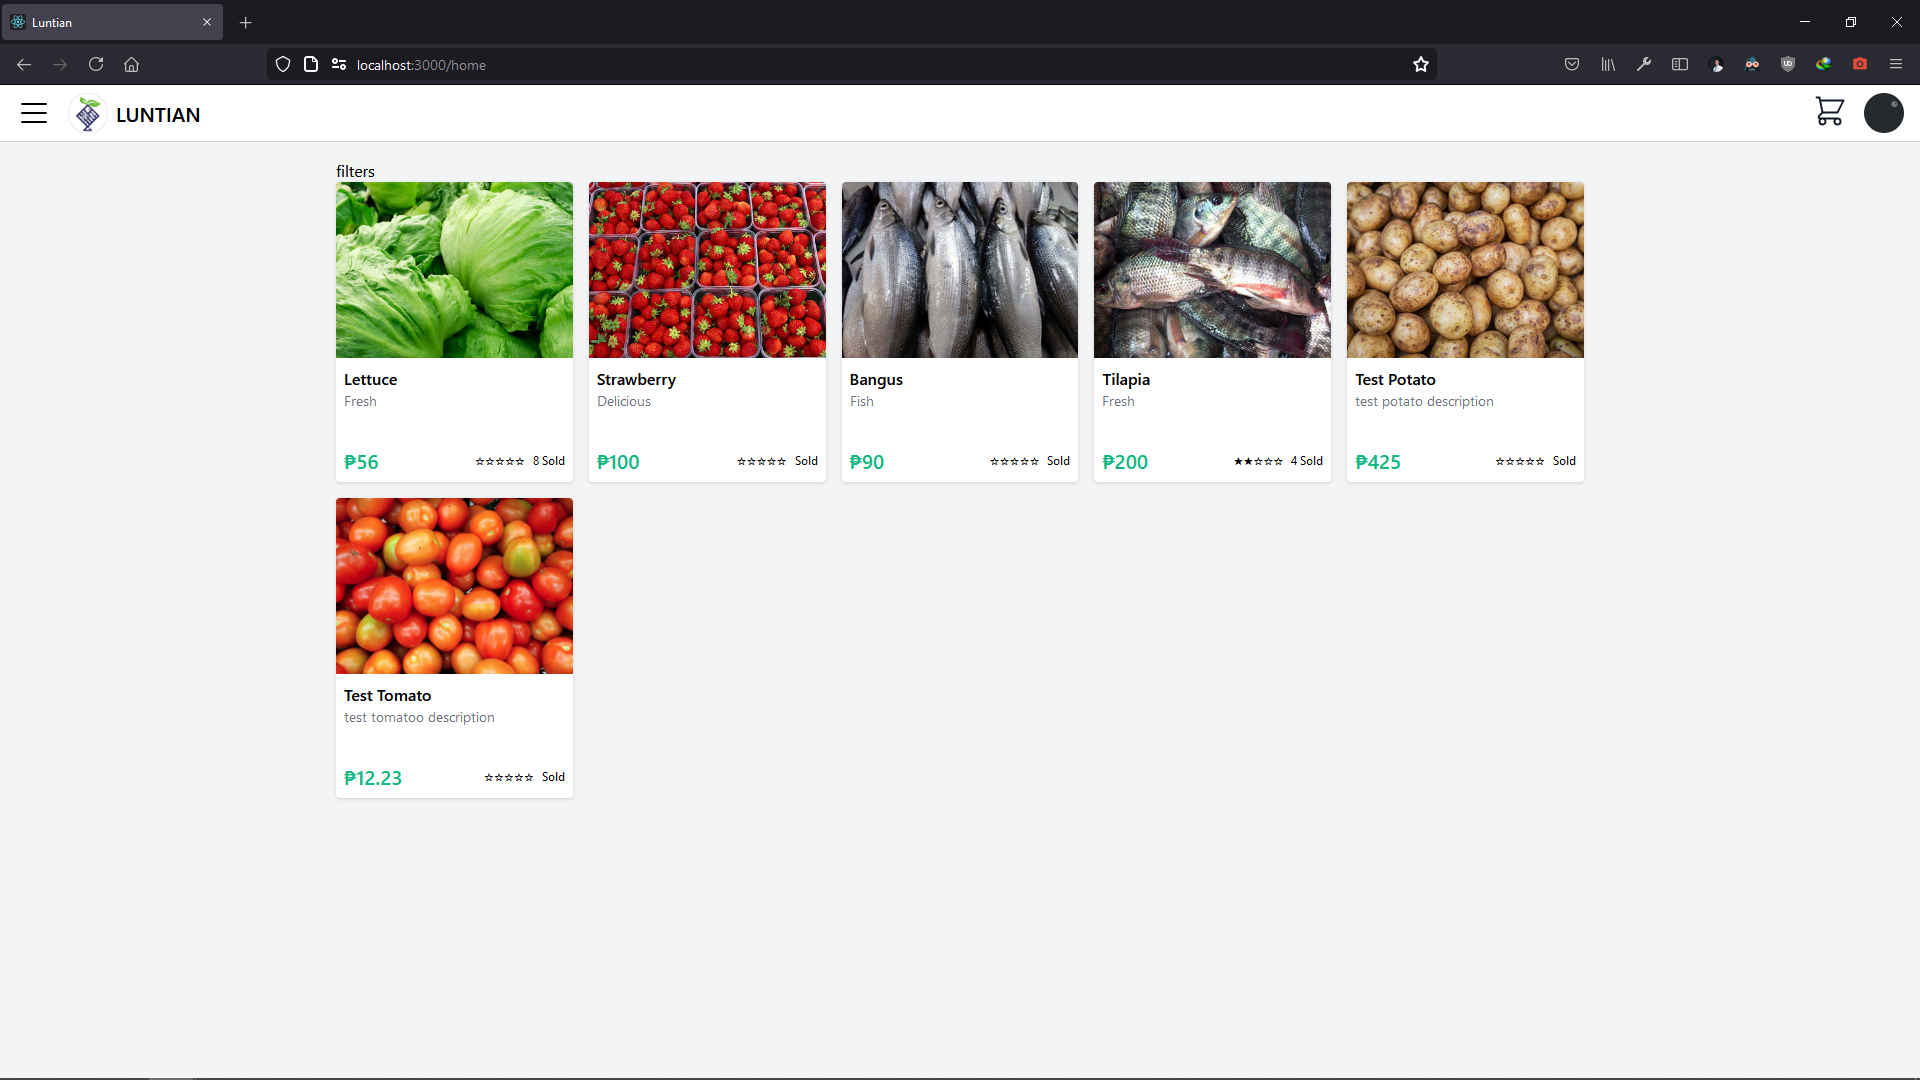 Luntian
localhost:3000/home
LUNTIAN
filters
Lettuce
Fresh
₱56 ☆☆☆☆☆ 8 Sold
Strawberry
Delicious
₱100 ☆☆☆☆☆ Sold
Bangus
Fish
₱90 ☆☆☆☆☆ Sold
Tilapia
Fresh
₱200 ★★☆☆☆ 4 Sold
Test Potato
test potato description
₱425 ☆☆☆☆☆ Sold
Test Tomato
test tomatoo description
₱12.23 ☆☆☆☆☆ Sold